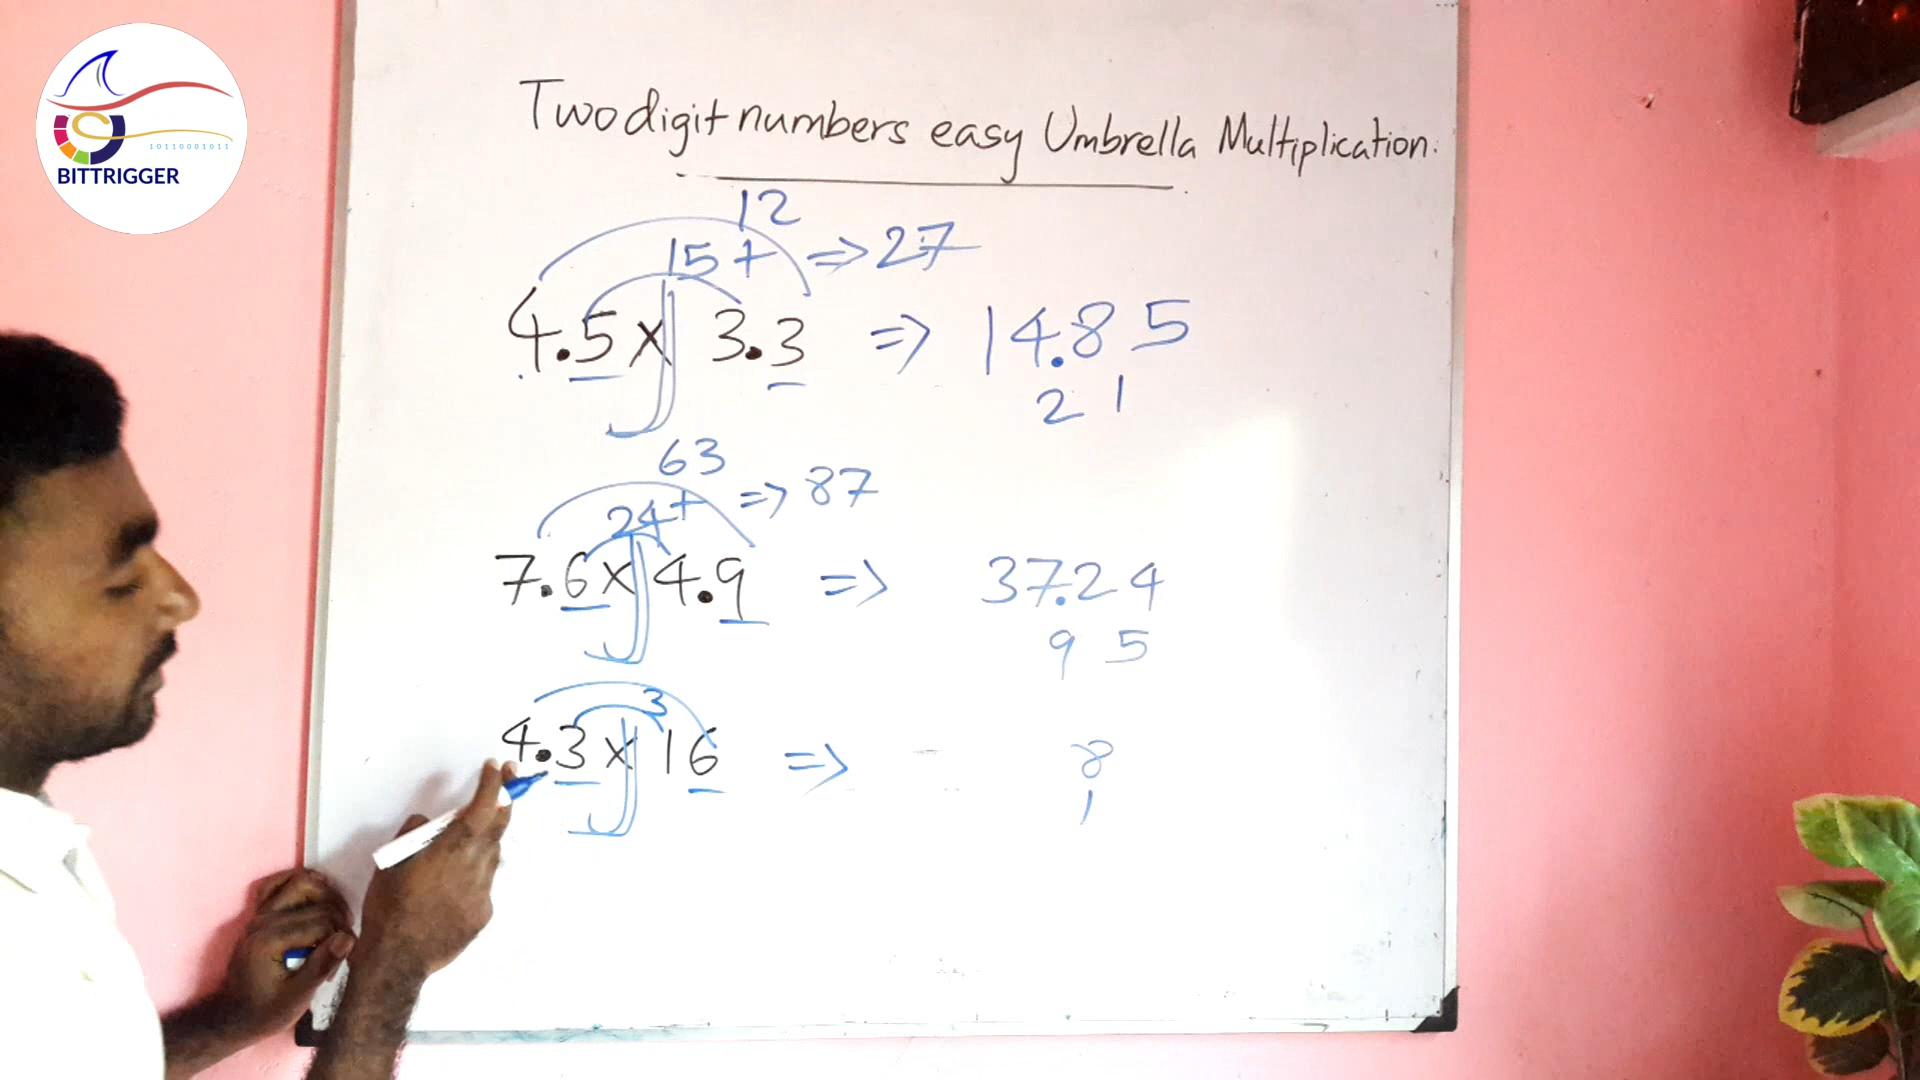 10110001011
BITTRIGGER
Two digit numbers easy Umbrella Multiplication.
12
15 + => 27
4.5 x 3.3 => 14.85
2 1
63
24 + => 87
7.6 x 4.9 => 37.24
9 5
3
4.3 x 16 => 8
1